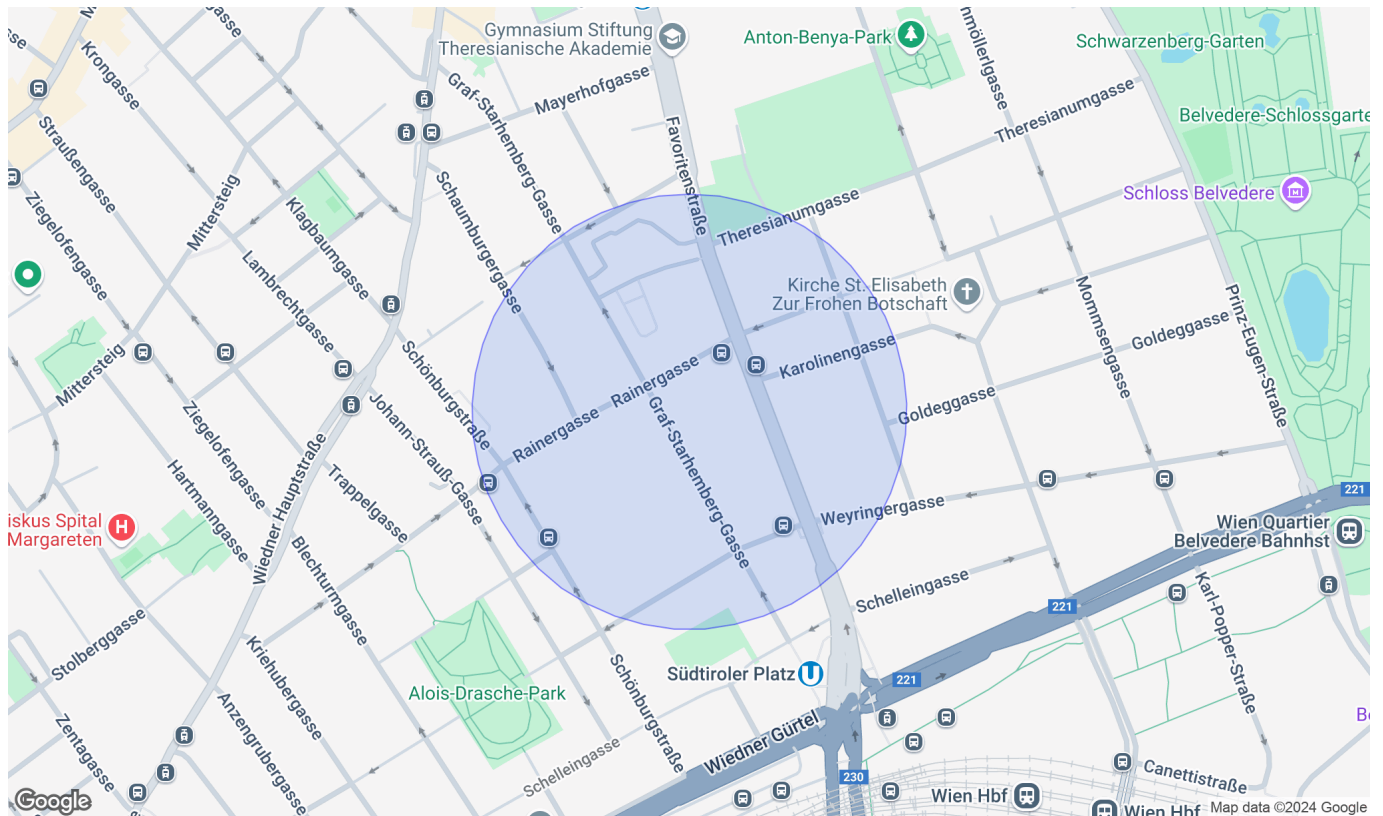 Gymnasium Stiftung
Theresianische Akademie
Anton-Benya-Park
Schwarzenberg-Garten
Krongasse
Mayerhofgasse
Graf-Starhemberg-Gasse
Favoritenstraße
Theresianumgasse
Belvedere-Schlossgarte
Straußengasse
Mittersteig
Ziegelofengasse
Klagbaumgasse
Schaumburgergasse
Schloss Belvedere
Theresianumgasse
Lambrechtgasse
Kirche St. Elisabeth
Zur Frohen Botschaft
Mommsengasse
Prinz-Eugen-Straße
Goldeggasse
Mittersteig
Schönburgstraße
Karolinengasse
Rainergasse
Rainergasse
Goldeggasse
Johann-Strauß-Gasse
Graf-Starhemberg-Gasse
Ziegelofengasse
Hartmanngasse
Wiedner Hauptstraße
Trappelgasse
Weyringergasse
221
iskus Spital
Margareten
H
Wien Quartier
Belvedere Bahnhst
Blechturmgasse
Schelleingasse
221
Karl-Popper-Straße
Stolberggasse
Kriehubergasse
Südtiroler Platz
U
221
Alois-Drasche-Park
Schönburgstraße
Anzengrubergasse
Zentagasse
Wiedner Gürtel
Schelleingasse
230
Canettistraße
Wien Hbf
Wien Hbf
Google
Map data ©2024 Google